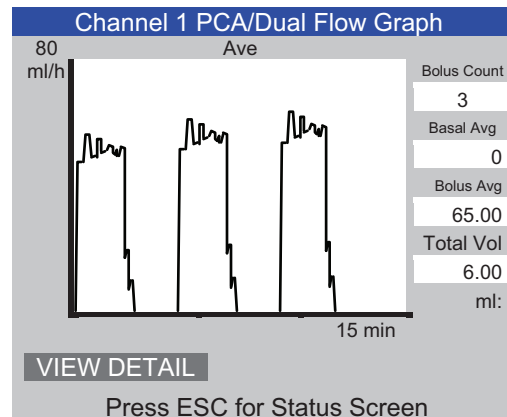 Channel 1 PCA/Dual Flow Graph
80
ml/h
Ave
Bolus Count
3
Basal Avg
0
Bolus Avg
65.00
Total Vol
6.00
ml:
15 min
VIEW DETAIL
Press ESC for Status Screen